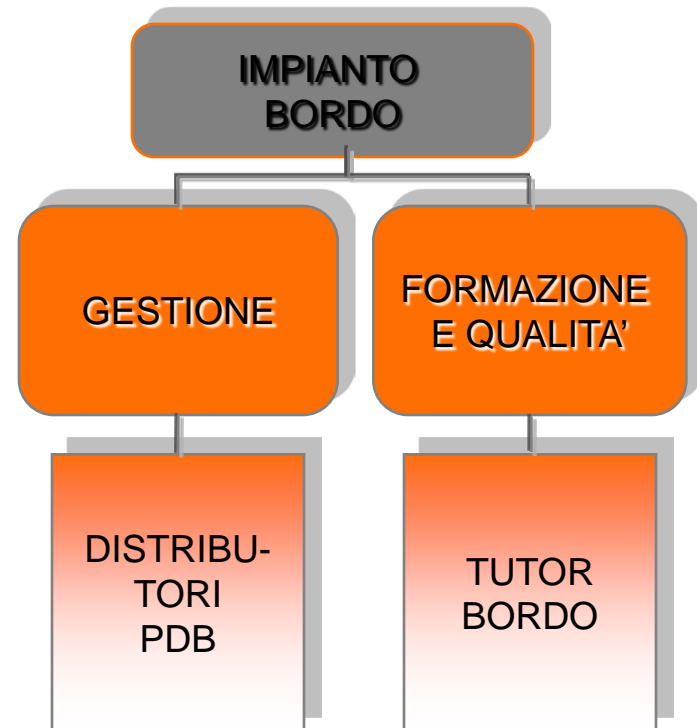 IMPIANTO
BORDO
GESTIONE
FORMAZIONE
E QUALITA’
DISTRIBU-
TORI
PDB
TUTOR
BORDO